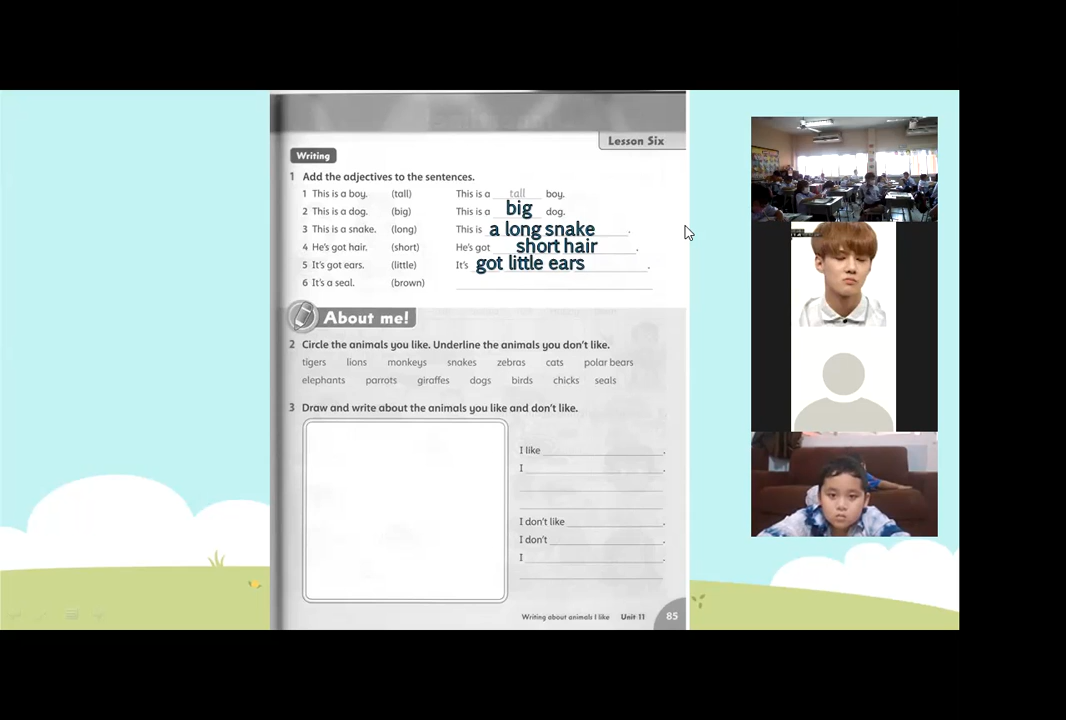 Lesson Six
Writing
1 Add the adjectives to the sentences.
1 This is a boy. (tall) This is a tall boy.
2 This is a dog. (big) This is a big dog.
3 This is a snake. (long) This is a long snake.
4 He's got hair. (short) He's got short hair.
5 It's got ears. (little) It's got little ears.
6 It's a seal. (brown)
About me!
2 Circle the animals you like. Underline the animals you don't like.
tigers lions monkeys snakes zebras cats polar bears
elephants parrots giraffes dogs birds chicks seals
3 Draw and write about the animals you like and don't like.
I like .
I .
I don't like .
I don't .
I .
Writing about animals I like Unit 11 85